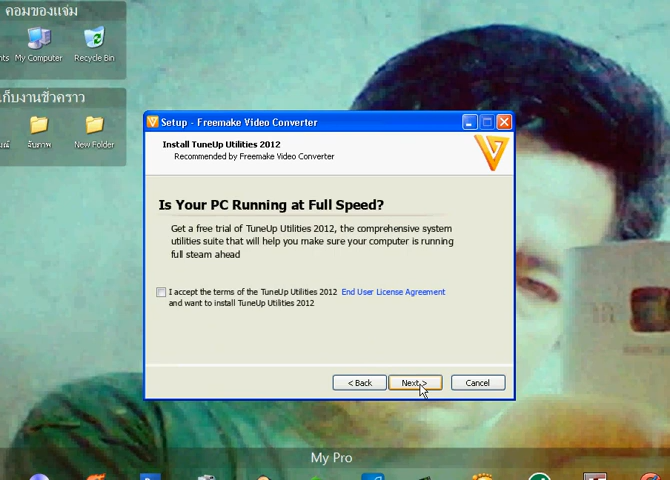 คอมของแจ่ม
My Computer
Recycle Bin
เก็บงานชั่วคราว
New Folder
Setup - Freemake Video Converter
Install TuneUp Utilities 2012
Recommended by Freemake Video Converter
Is Your PC Running at Full Speed?
Get a free trial of TuneUp Utilities 2012, the comprehensive system
utilities suite that will help you make sure your computer is running
full steam ahead
I accept the terms of the TuneUp Utilities 2012 End User License Agreement
and want to install TuneUp Utilities 2012
< Back
Next >
Cancel
My Pro